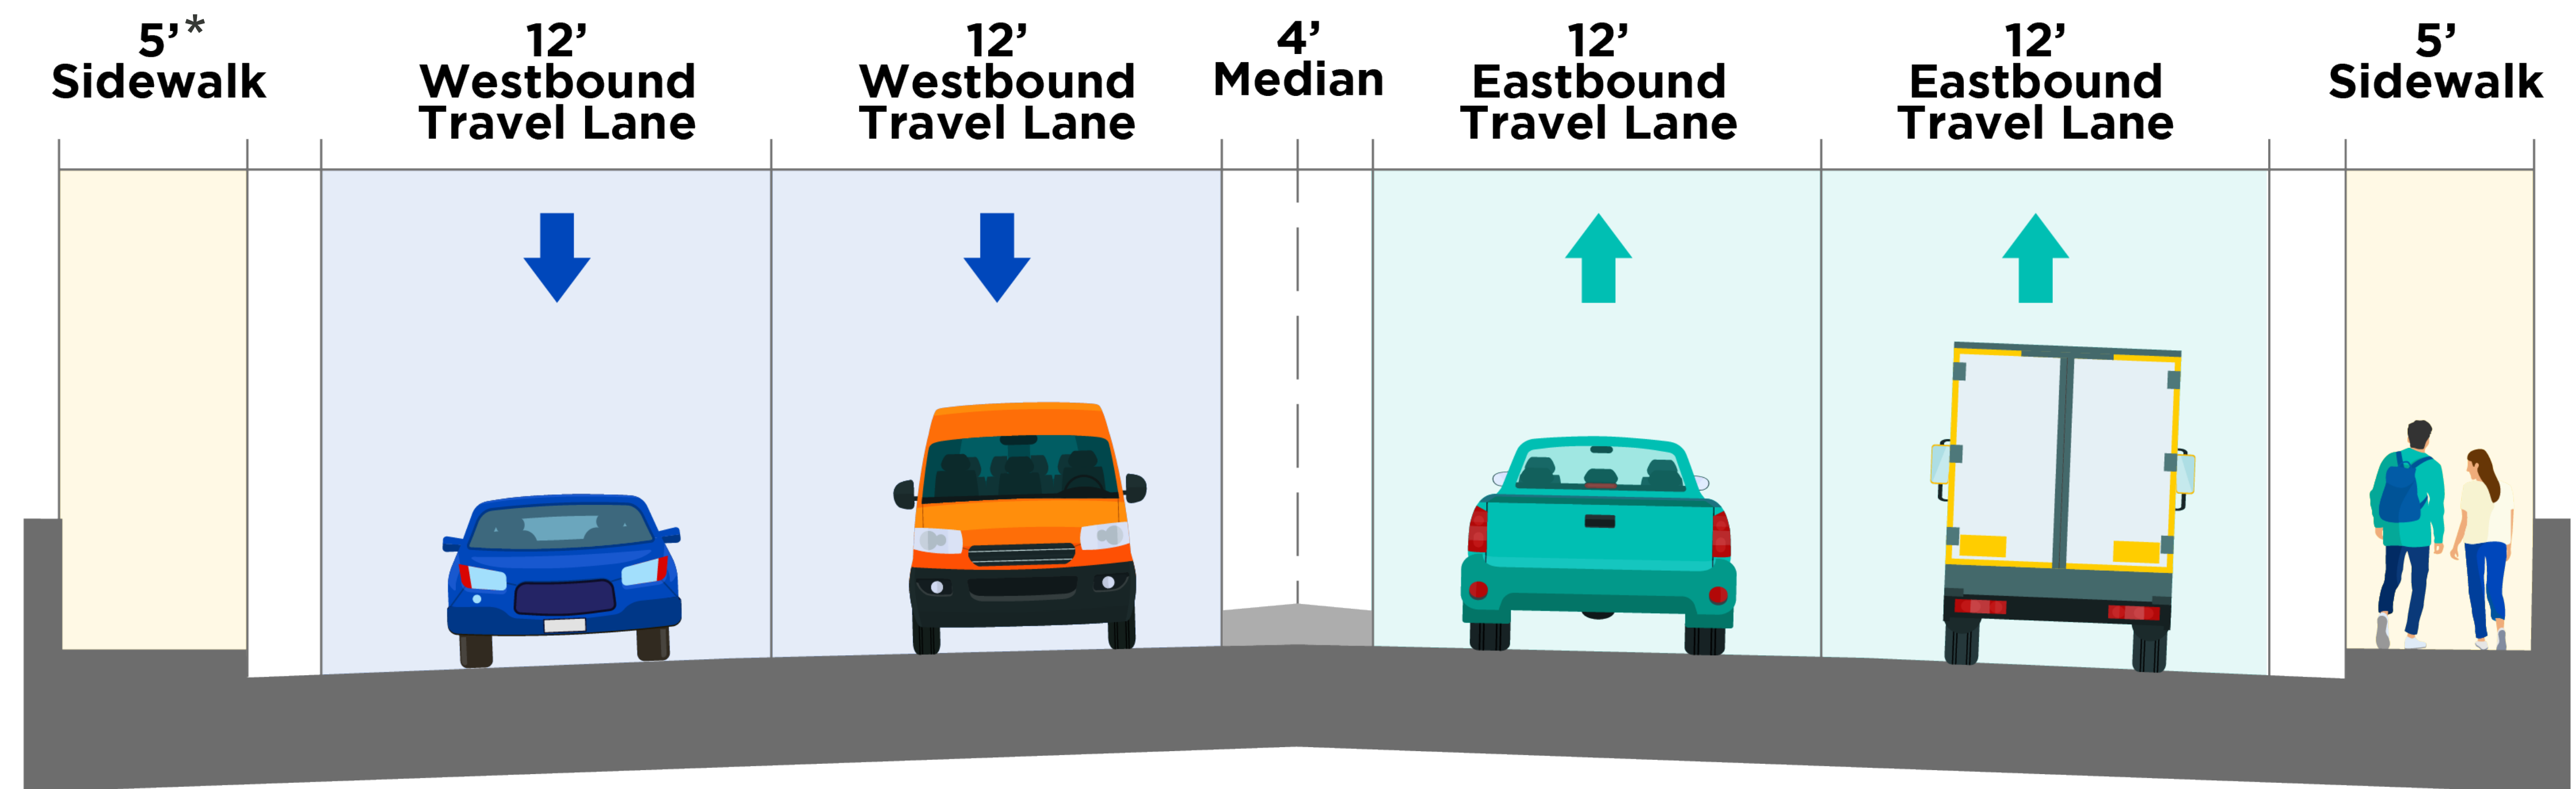 5’*
Sidewalk
12’
Westbound
Travel Lane
12’
Westbound
Travel Lane
4’
Median
12’
Eastbound
Travel Lane
12’
Eastbound
Travel Lane
5’
Sidewalk